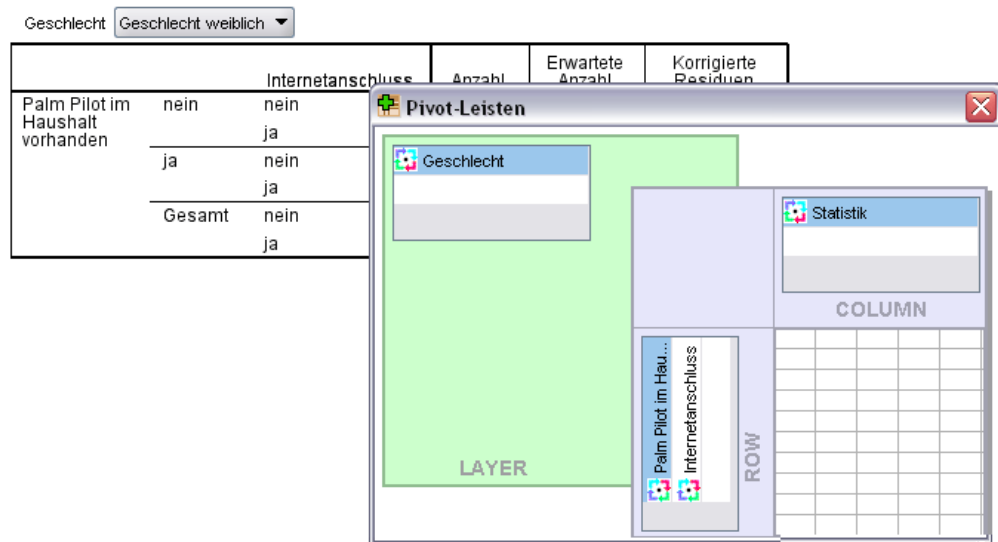 Geschlecht Geschlecht weiblich
Internetanschluss Anzahl Erwartete Anzahl Korrigierte Residuen
Palm Pilot im Haushalt vorhanden nein nein
ja
ja nein
ja
Gesamt nein
ja
Pivot-Leisten
Geschlecht
Statistik
COLUMN
Palm Pilot im Hau...
Internetanschluss
ROW
LAYER